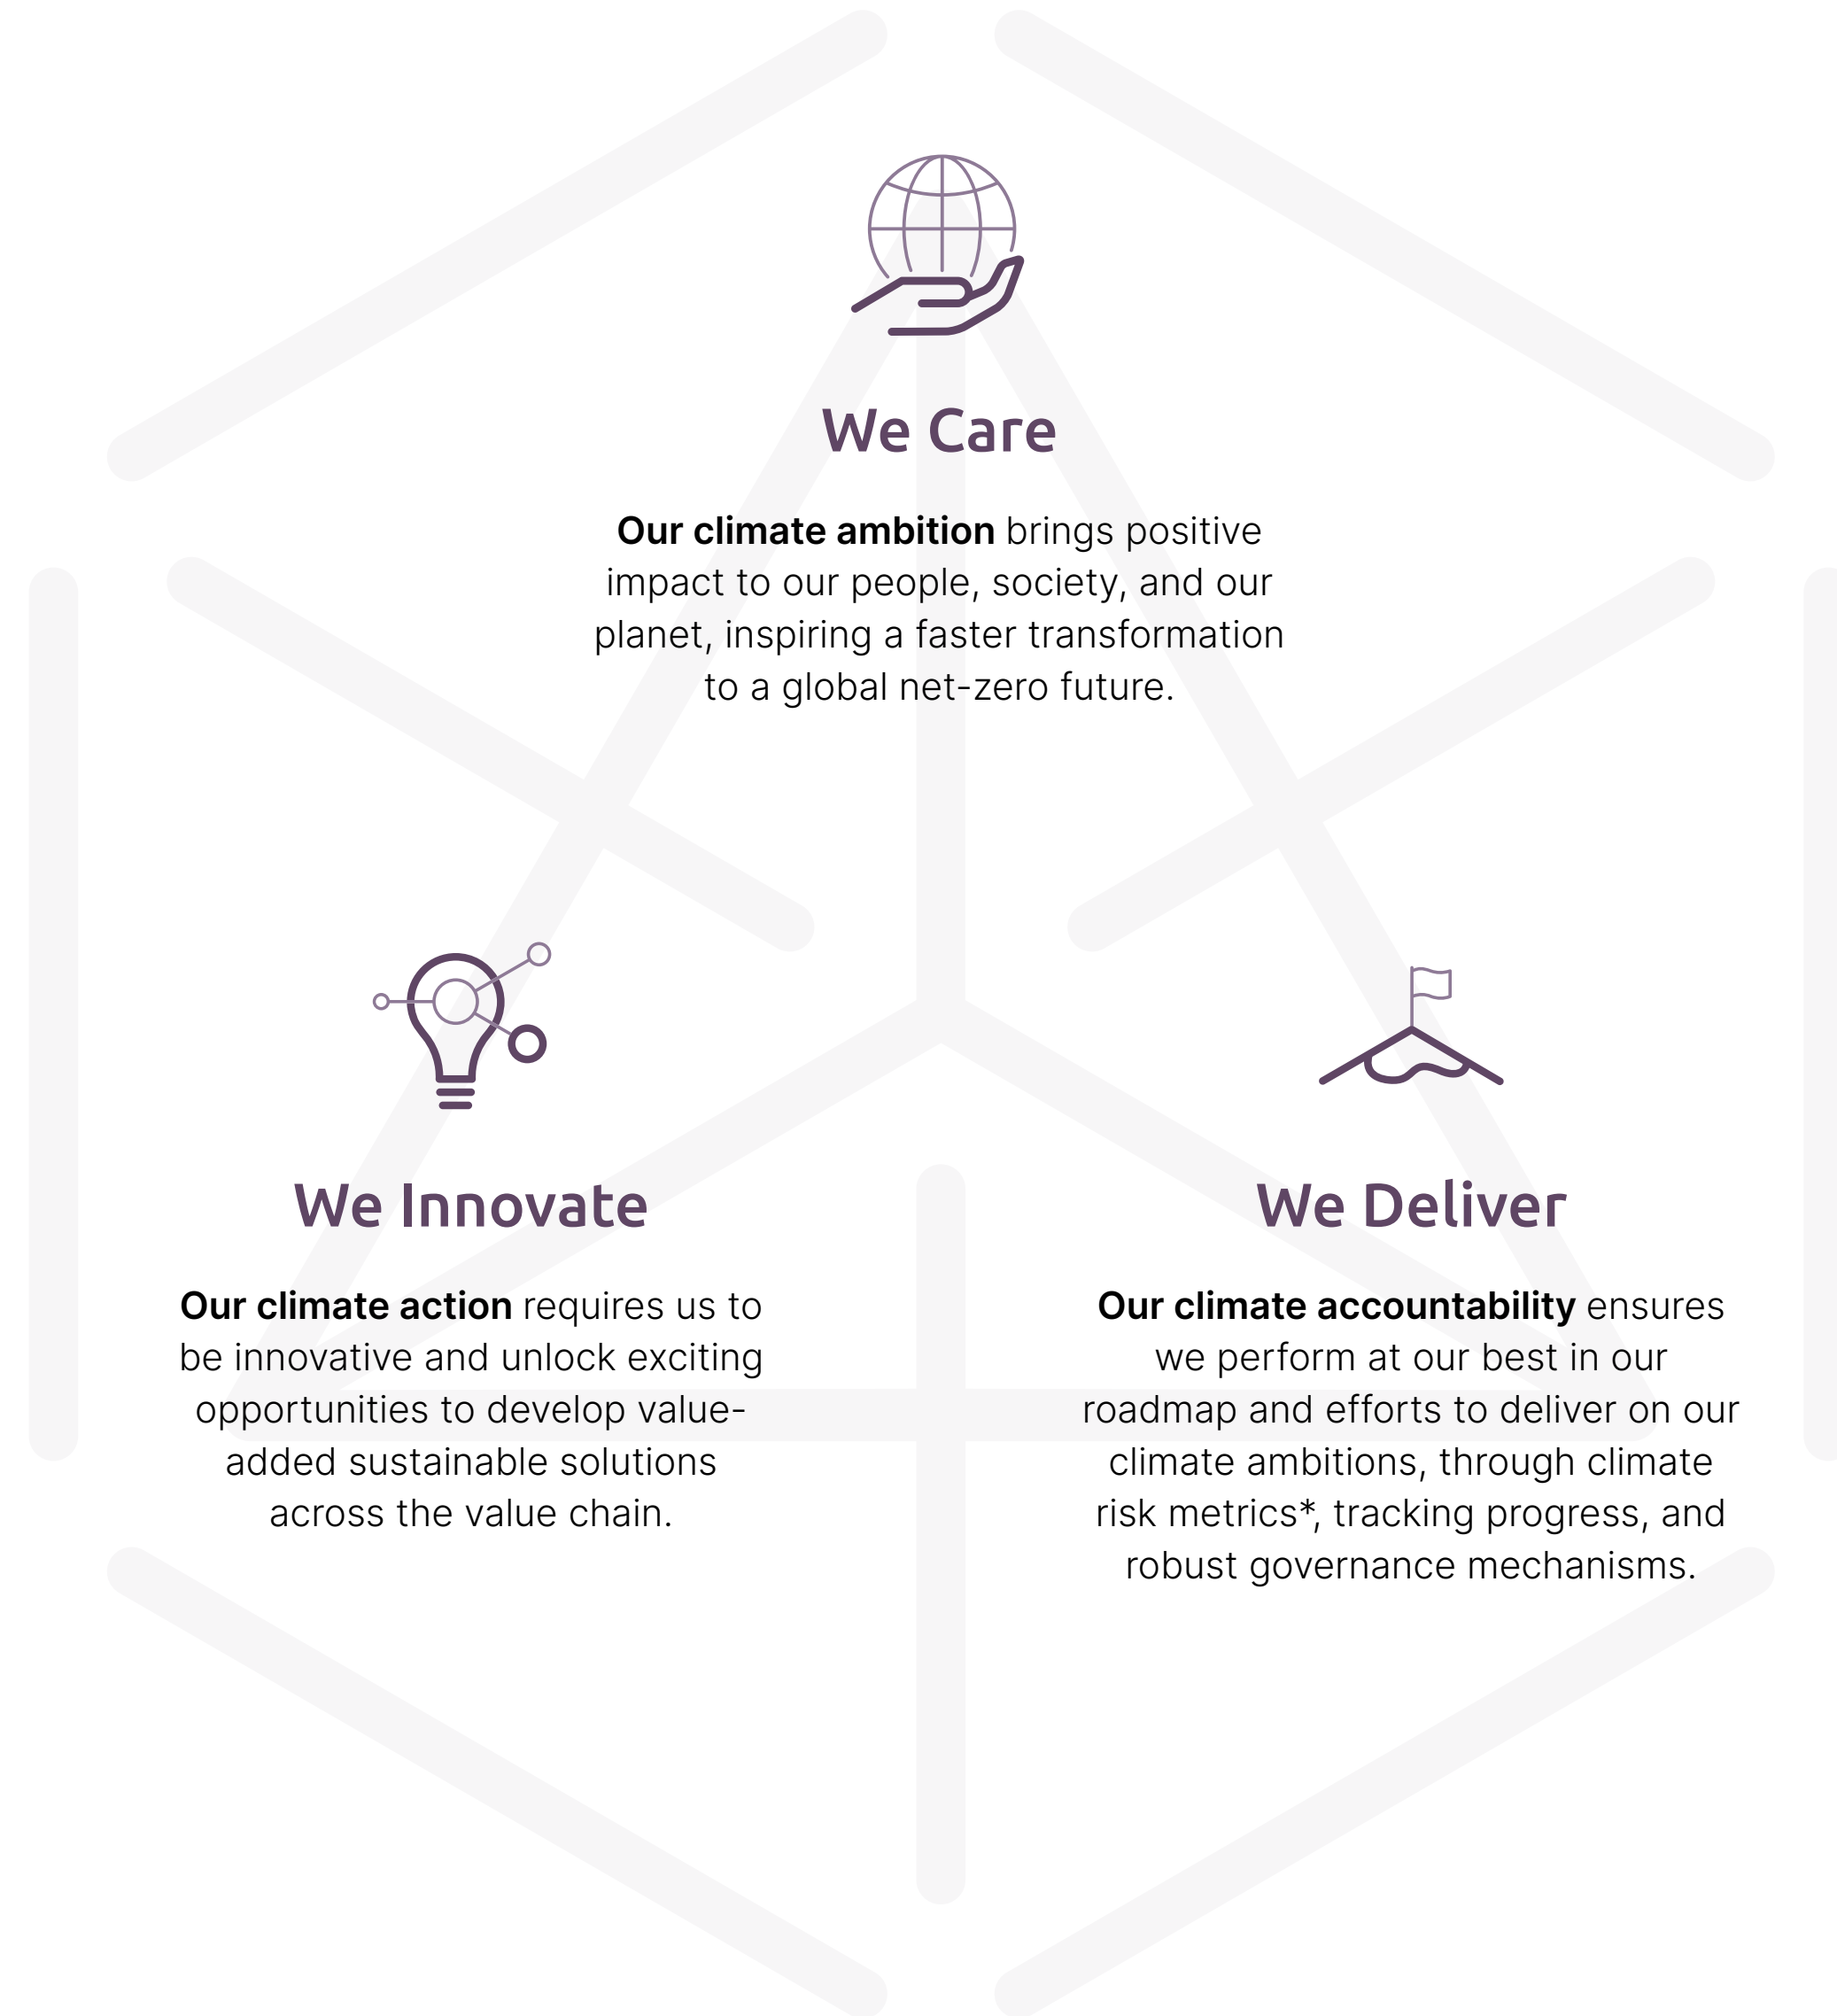 We Care
Our climate ambition brings positive
impact to our people, society, and our
planet, inspiring a faster transformation
to a global net-zero future.
We Innovate
Our climate action requires us to
be innovative and unlock exciting
opportunities to develop value-
added sustainable solutions
across the value chain.
We Deliver
Our climate accountability ensures
we perform at our best in our
roadmap and efforts to deliver on our
climate ambitions, through climate
risk metrics*, tracking progress, and
robust governance mechanisms.